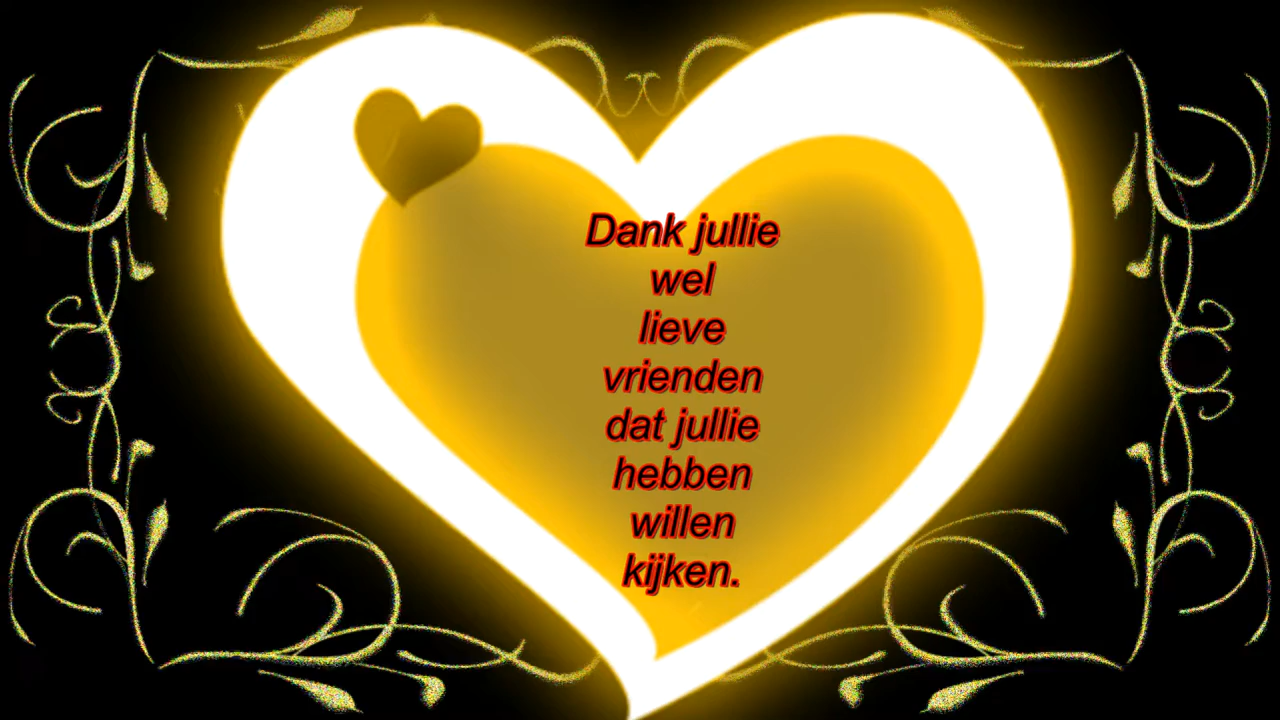 Dank jullie
wel
lieve
vrienden
dat jullie
hebben
willen
kijken.